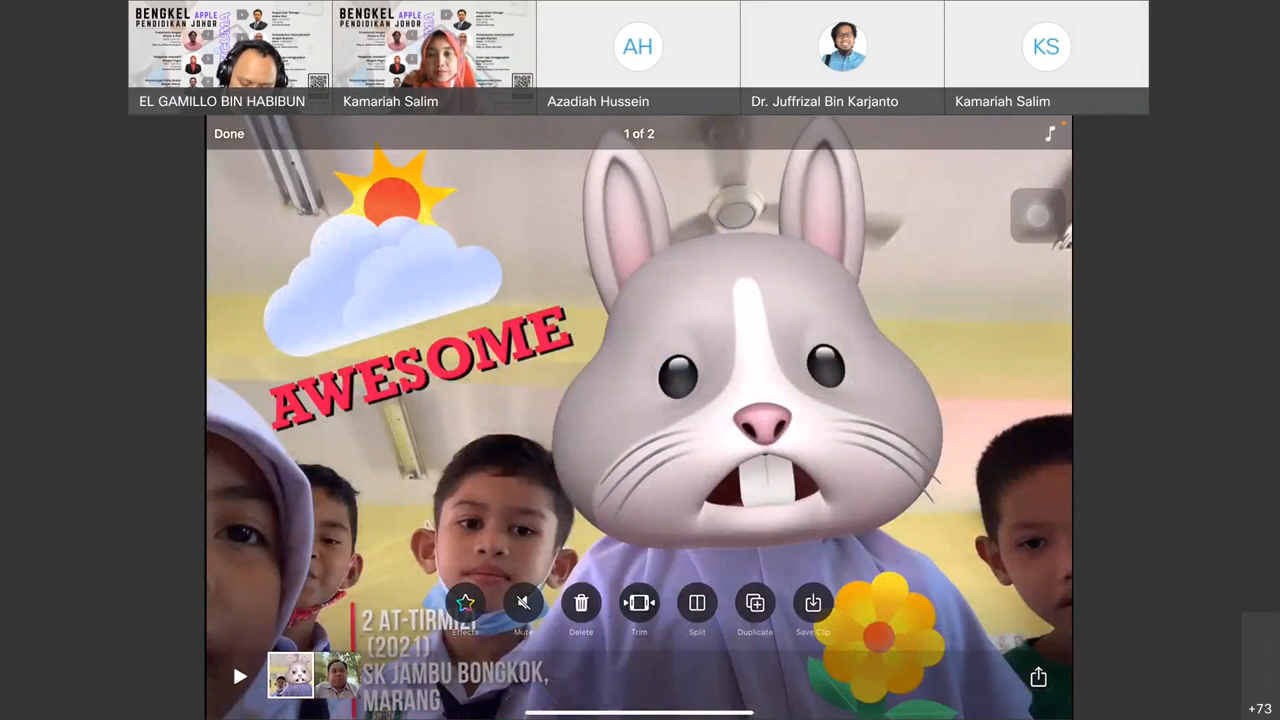 BENGKEL APPLE
PENDIDIKAN JOHOR
BENGKEL APPLE
PENDIDIKAN JOHOR
AH
KS
EL GAMILLO BIN HABIBUN
Kamariah Salim
Azadiah Hussein
Dr. Juffrizal Bin Karjanto
Kamariah Salim
Done
1 of 2
AWESOME
Effects
Mute
Delete
Trim
Split
Duplicate
Save Clip
2 AT-TIRMIZI
(2021)
SK JAMBU BONGKOK,
MARANG
+73